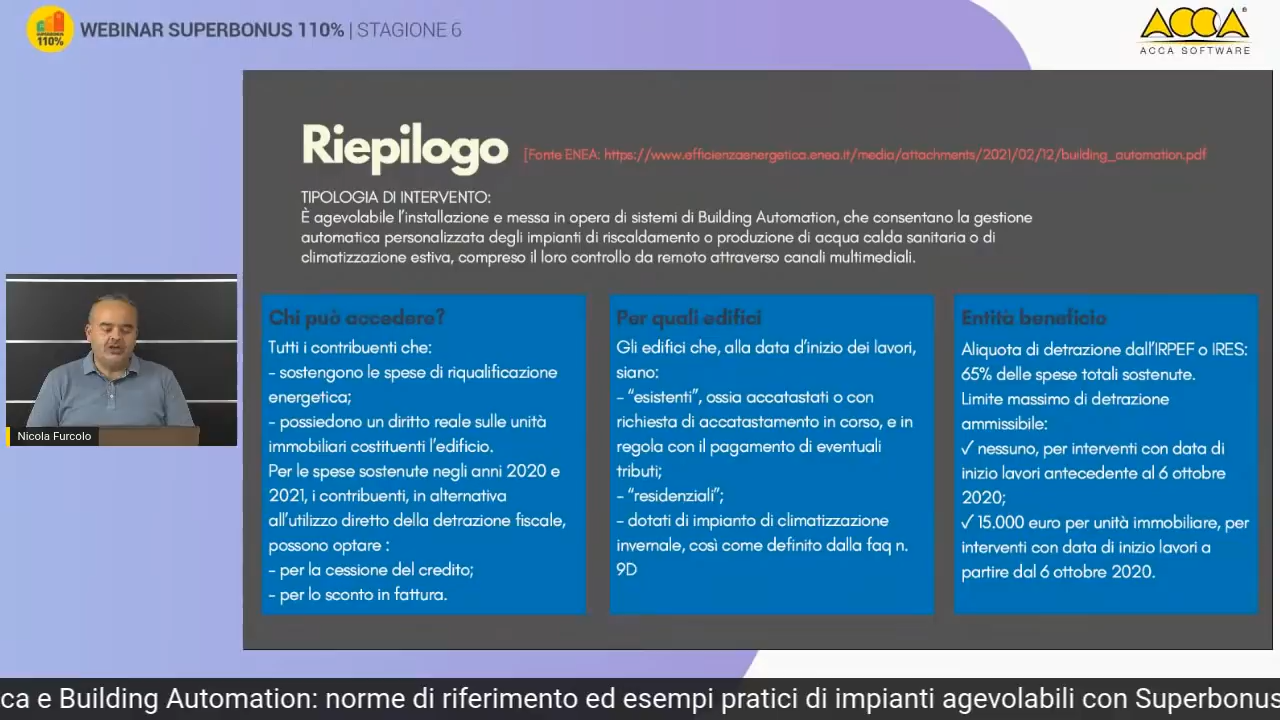 SUPERBONUS
110%
WEBINAR SUPERBONUS 110% | STAGIONE 6
ACCA
ACCA SOFTWARE
Riepilogo
[Fonte ENEA: https://www.efficienzaenergetica.enea.it/media/attachments/2021/02/12/building_automation.pdf
TIPOLOGIA DI INTERVENTO:
È agevolabile l'installazione e messa in opera di sistemi di Building Automation, che consentano la gestione
automatica personalizzata degli impianti di riscaldamento o produzione di acqua calda sanitaria o di
climatizzazione estiva, compreso il loro controllo da remoto attraverso canali multimediali.
Chi può accedere?
Tutti i contribuenti che:
- sostengono le spese di riqualificazione
energetica;
- possiedono un diritto reale sulle unità
immobiliari costituenti l'edificio.
Per le spese sostenute negli anni 2020 e
2021, i contribuenti, in alternativa
all'utilizzo diretto della detrazione fiscale,
possono optare :
- per la cessione del credito;
- per lo sconto in fattura.
Per quali edifici
Gli edifici che, alla data d'inizio dei lavori,
siano:
- "esistenti", ossia accatastati o con
richiesta di accatastamento in corso, e in
regola con il pagamento di eventuali
tributi;
- "residenziali";
- dotati di impianto di climatizzazione
invernale, così come definito dalla faq n.
9D
Entità beneficio
Aliquota di detrazione dall'IRPEF o IRES:
65% delle spese totali sostenute.
Limite massimo di detrazione
ammissibile:
✓ nessuno, per interventi con data di
inizio lavori antecedente al 6 ottobre
2020;
✓ 15.000 euro per unità immobiliare, per
interventi con data di inizio lavori a
partire dal 6 ottobre 2020.
Nicola Furcolo
ca e Building Automation: norme di riferimento ed esempi pratici di impianti agevolabili con Superbonus